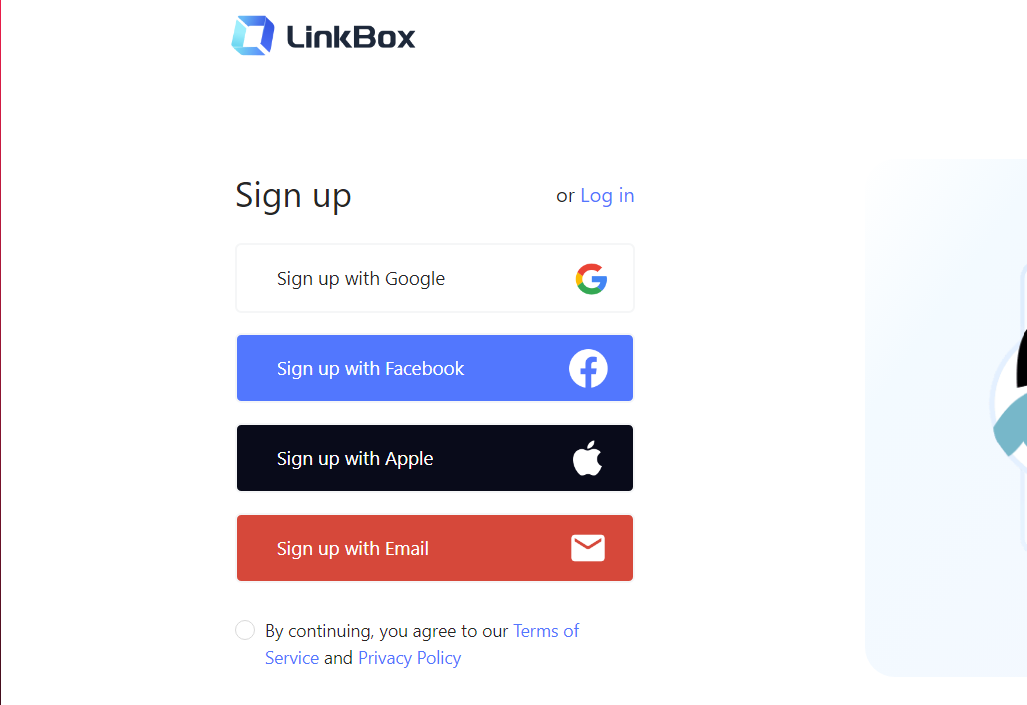 LinkBox
Sign up
or Log in
Sign up with Google
Sign up with Facebook
Sign up with Apple
Sign up with Email
By continuing, you agree to our Terms of
Service and Privacy Policy